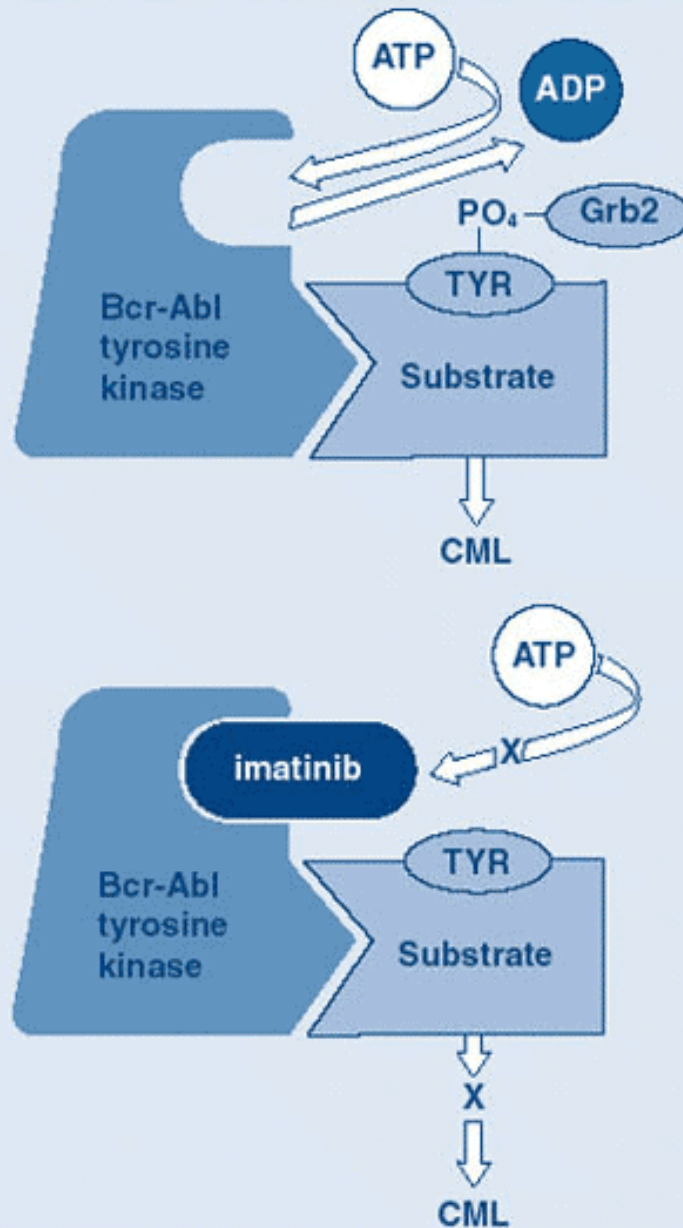 ATP
ADP
PO₄
Grb2
TYR
Bcr-Abl
tyrosine
kinase
Substrate
CML
ATP
X
imatinib
TYR
Bcr-Abl
tyrosine
kinase
Substrate
X
CML